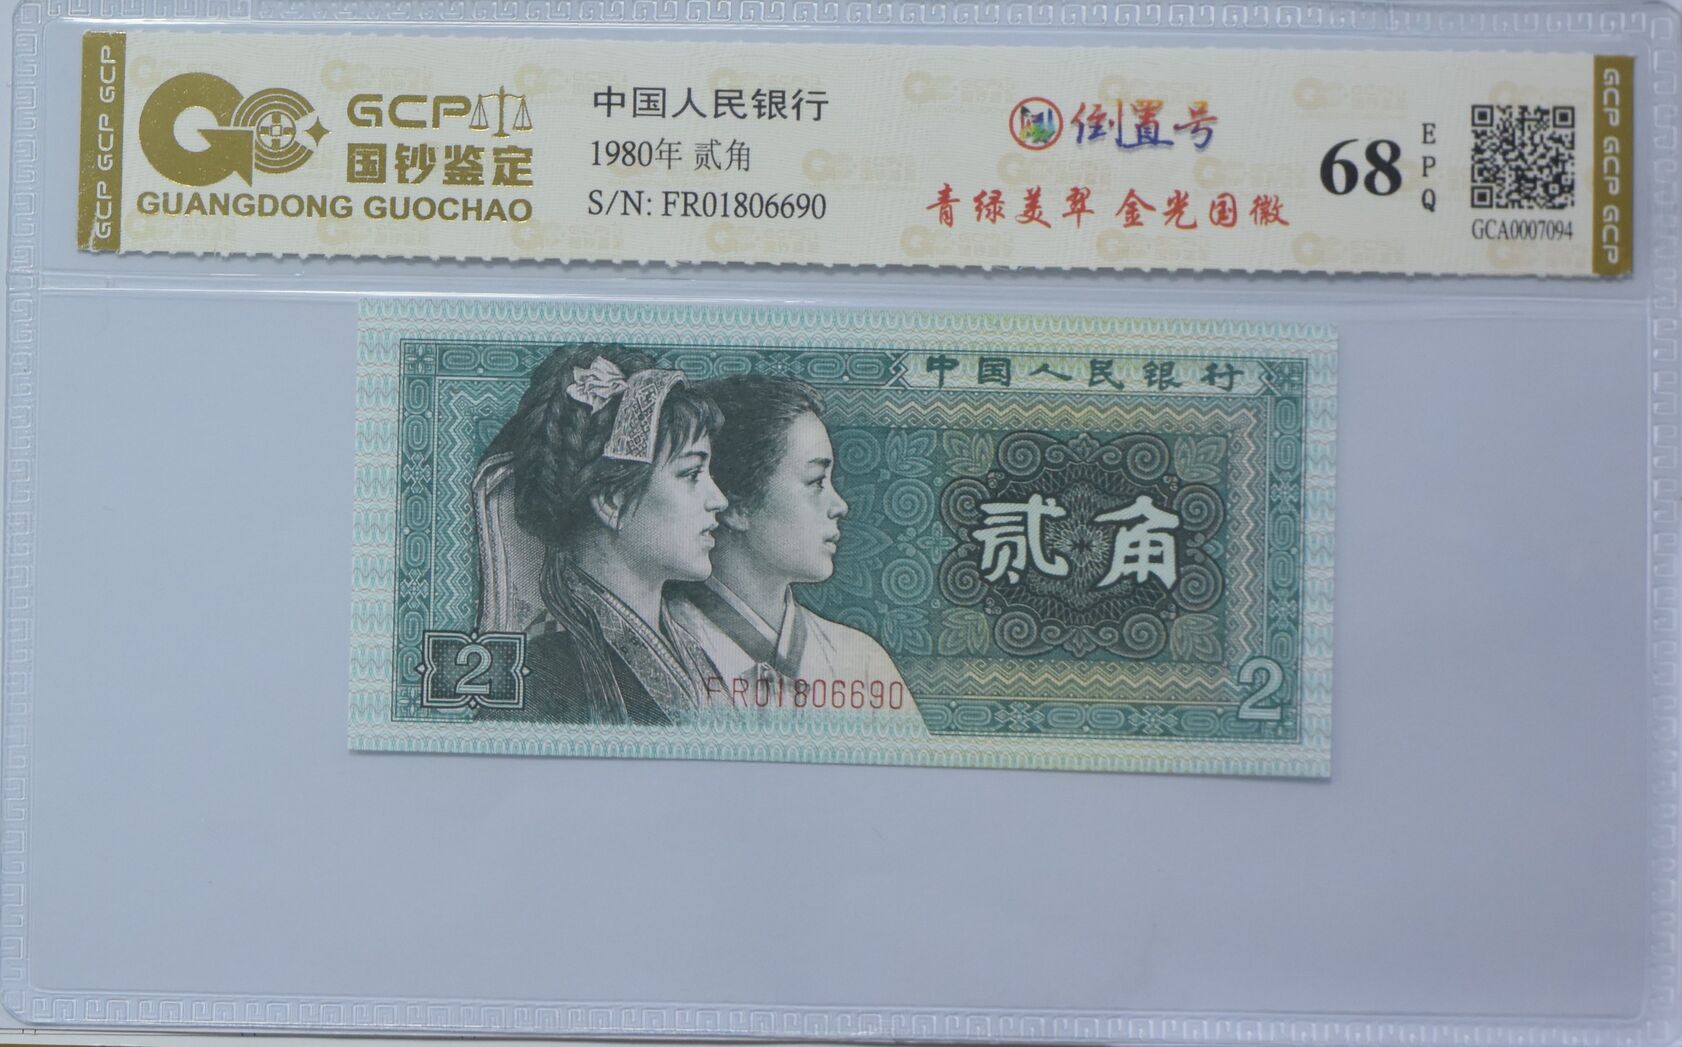 GCP GCP GCP
GCP
国钞鉴定
GUANGDONG GUOCHAO
中国人民银行
1980年 贰角
S/N: FR01806690
倒置号
青绿美翠 金光国徽
68
EPQ
GCA0007094
GCP GCP GCP
中国人民银行
贰角
2
FR01806690
2